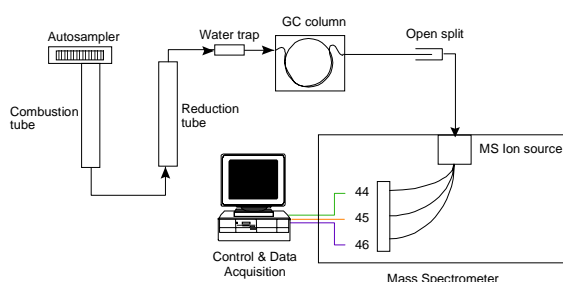 Autosampler
Water trap
GC column
Open split
Combustion
tube
Reduction
tube
MS Ion source
44
45
46
Control & Data
Acquisition
Mass Spectrometer